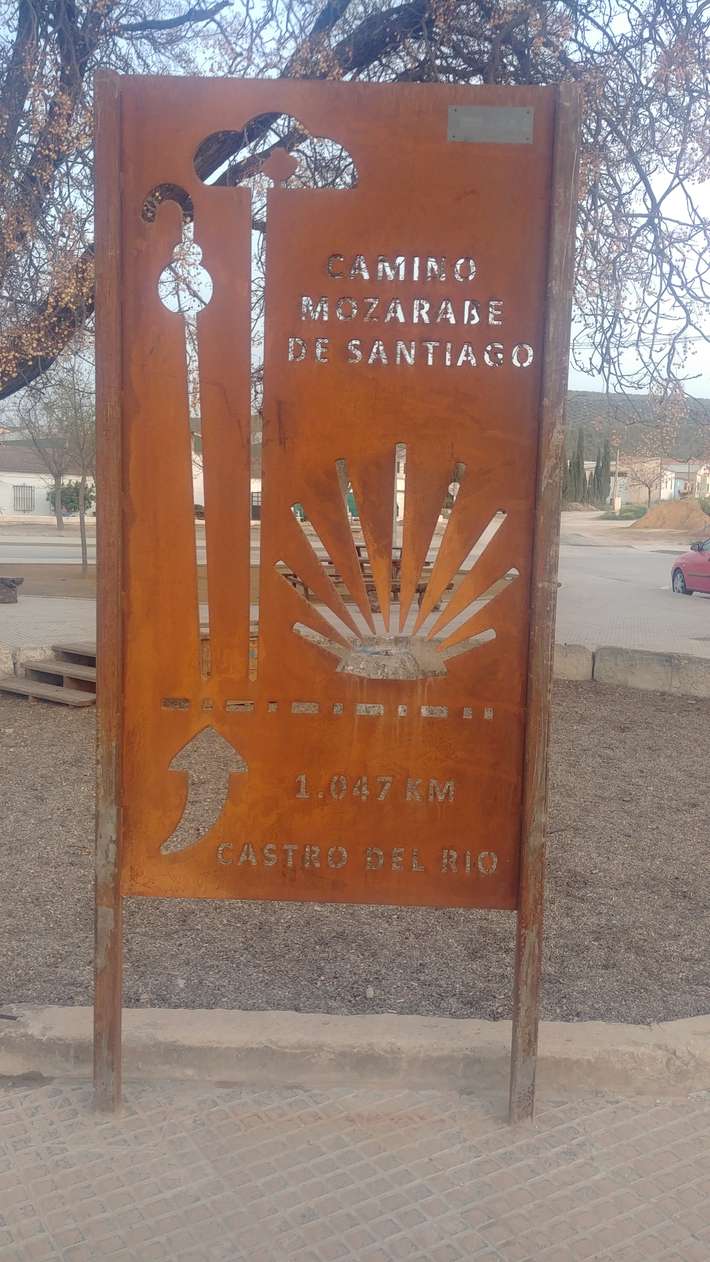 CAMINO
MOZARABE
DE SANTIAGO
1.047 KM
CASTRO DEL RIO